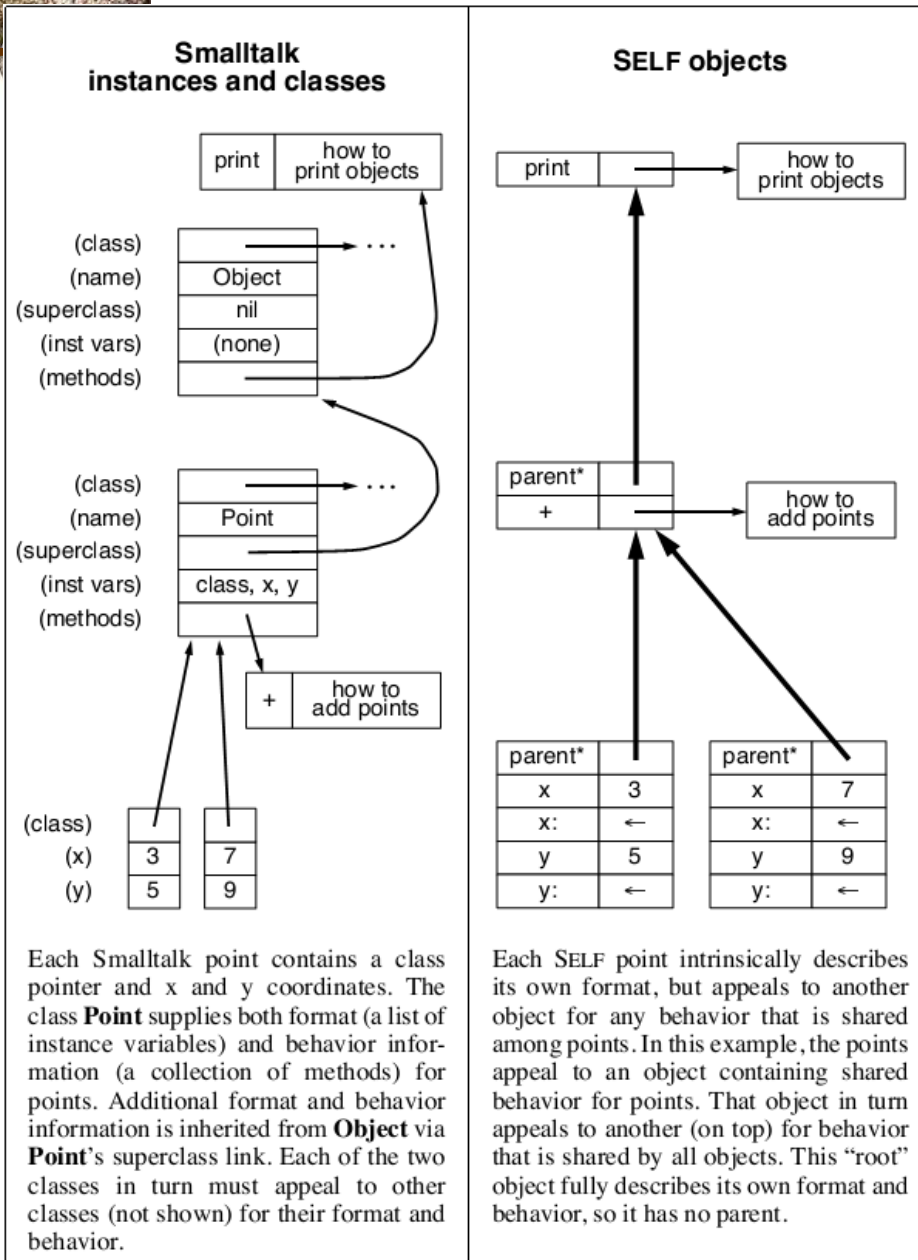 Smalltalk
instances and classes
print
how to
print objects
(class)
...
(name)
Object
(superclass)
nil
(inst vars)
(none)
(methods)
(class)
...
(name)
Point
(superclass)
(inst vars)
class, x, y
(methods)
+
how to
add points
(class)
(x)
3
7
(y)
5
9
Each Smalltalk point contains a class
pointer and x and y coordinates. The
class Point supplies both format (a list of
instance variables) and behavior infor-
mation (a collection of methods) for
points. Additional format and behavior
information is inherited from Object via
Point’s superclass link. Each of the two
classes in turn must appeal to other
classes (not shown) for their format and
behavior.
SELF objects
print
how to
print objects
parent*
+
how to
add points
parent*
x
3
x:
←
y
5
y:
←
parent*
x
7
x:
←
y
9
y:
←
Each SELF point intrinsically describes
its own format, but appeals to another
object for any behavior that is shared
among points. In this example, the points
appeal to an object containing shared
behavior for points. That object in turn
appeals to another (on top) for behavior
that is shared by all objects. This “root”
object fully describes its own format and
behavior, so it has no parent.